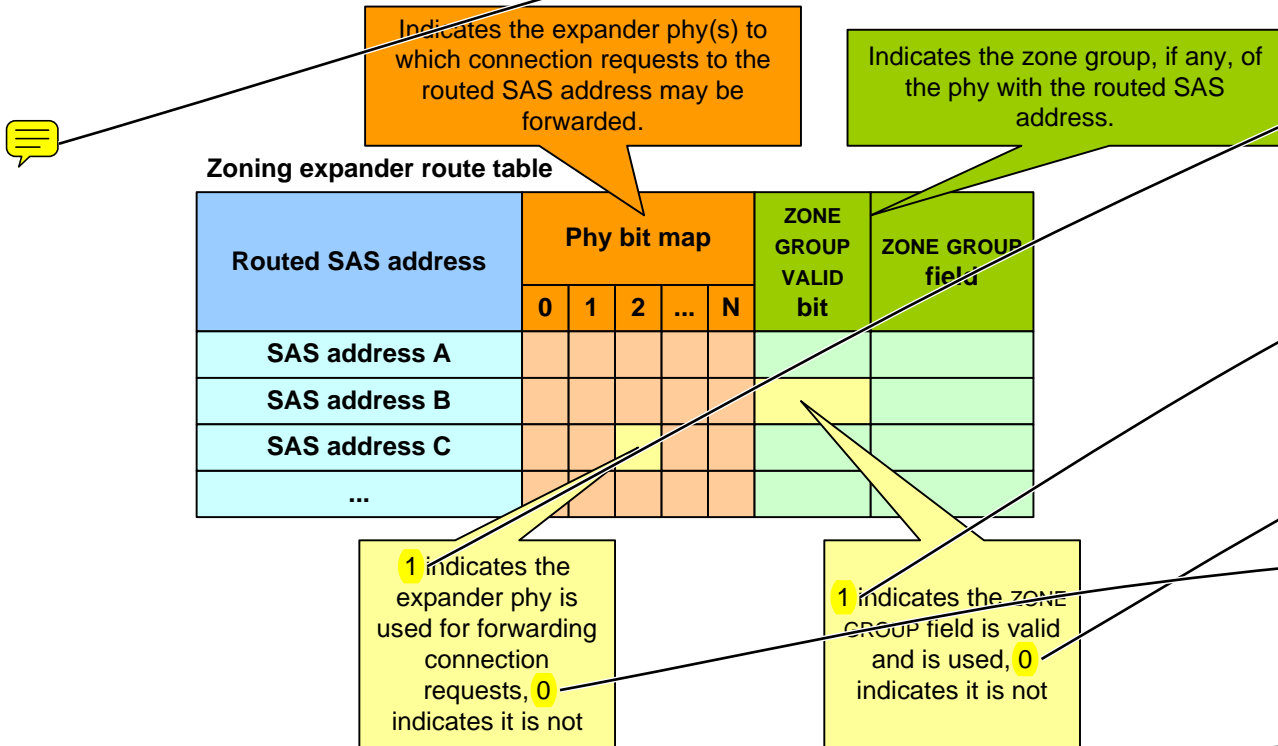 Indicates the expander phy(s) to
which connection requests to the
routed SAS address may be
forwarded.
Indicates the zone group, if any, of
the phy with the routed SAS
address.
Zoning expander route table
Routed SAS address
Phy bit map
0 1 2 ... N
ZONE
GROUP
VALID
bit
ZONE GROUP
field
SAS address A
SAS address B
SAS address C
...
1 indicates the
expander phy is
used for forwarding
connection
requests, 0
indicates it is not
1 indicates the ZONE
GROUP field is valid
and is used, 0
indicates it is not